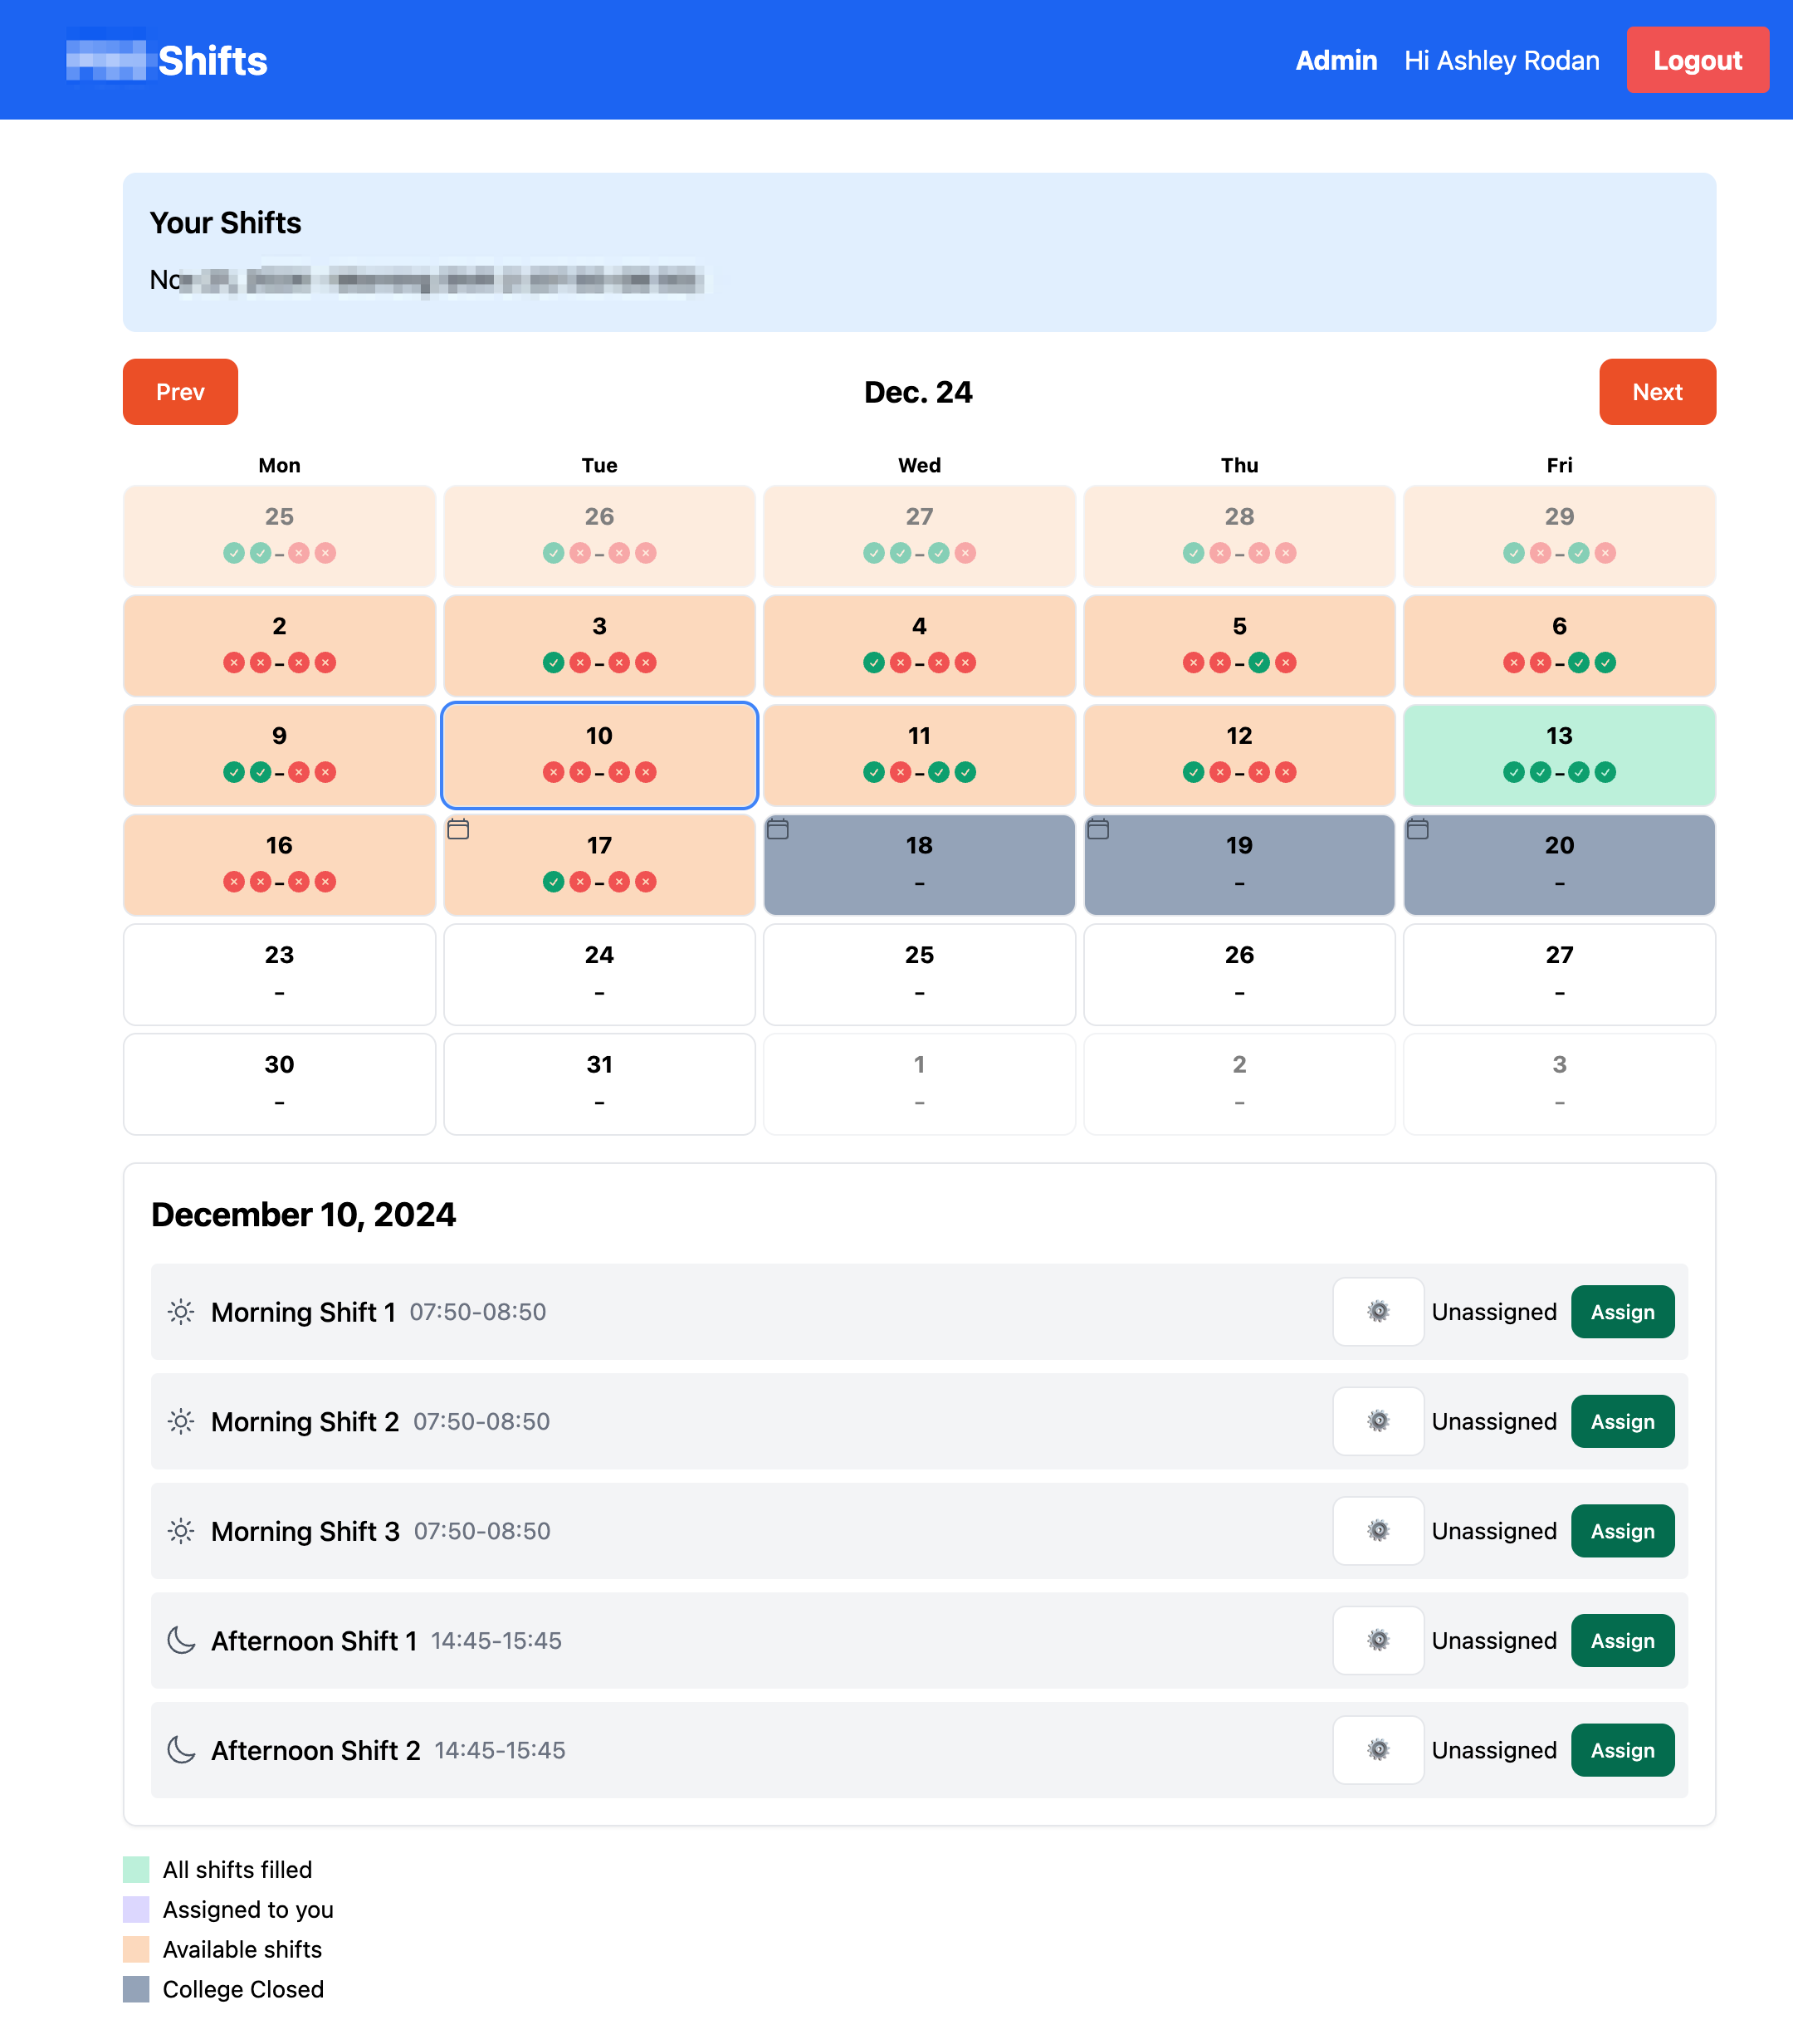 Shifts
Admin Hi Ashley Rodan Logout
Your Shifts
Prev Dec. 24 Next
Mon Tue Wed Thu Fri
25 26 27 28 29
- - - - -
2 3 4 5 6
- - - - -
9 10 11 12 13
- - - - -
16 17 18 19 20
- - - - -
23 24 25 26 27
- - - - -
30 31 1 2 3
- - - - -
December 10, 2024
Morning Shift 1 07:50-08:50 Unassigned Assign
Morning Shift 2 07:50-08:50 Unassigned Assign
Morning Shift 3 07:50-08:50 Unassigned Assign
Afternoon Shift 1 14:45-15:45 Unassigned Assign
Afternoon Shift 2 14:45-15:45 Unassigned Assign
All shifts filled
Assigned to you
Available shifts
College Closed